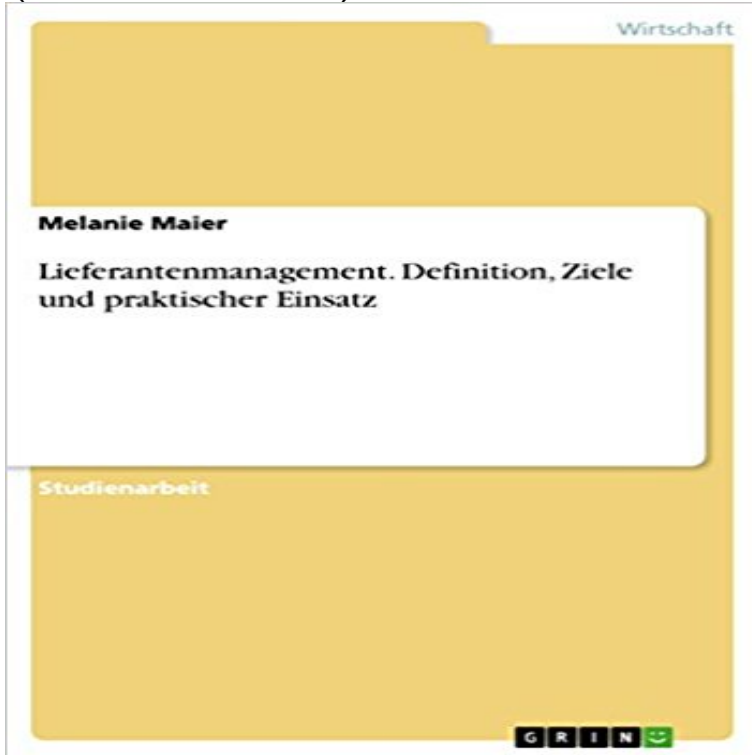 Wirtschaft
Melanie Maier
Lieferantenmanagement. Definition, Ziele
und praktischer Einsatz
Studienarbeit
GRIN